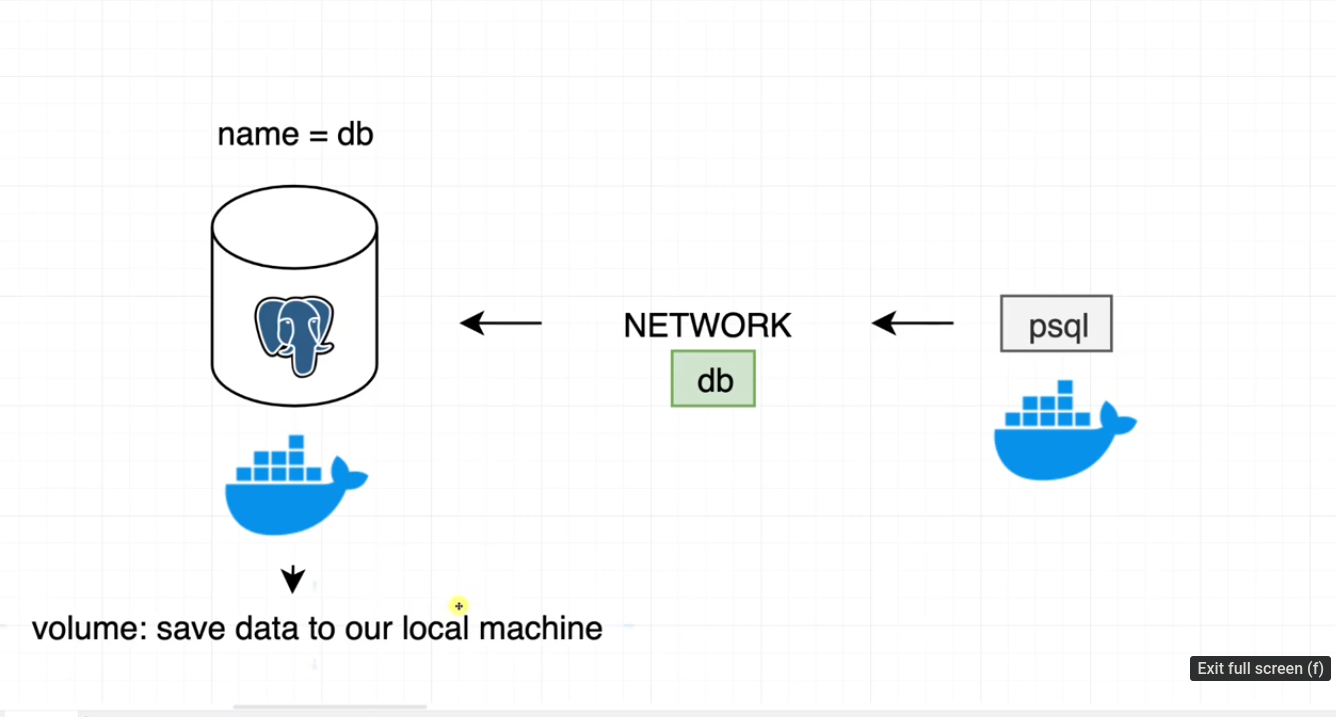 name = db
NETWORK
db
psql
volume: save data to our local machine
Exit full screen (f)